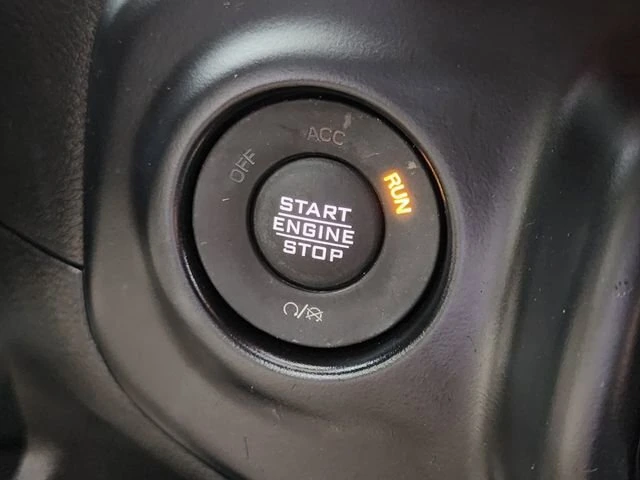 OFF
ACC
RUN
START
ENGINE
STOP